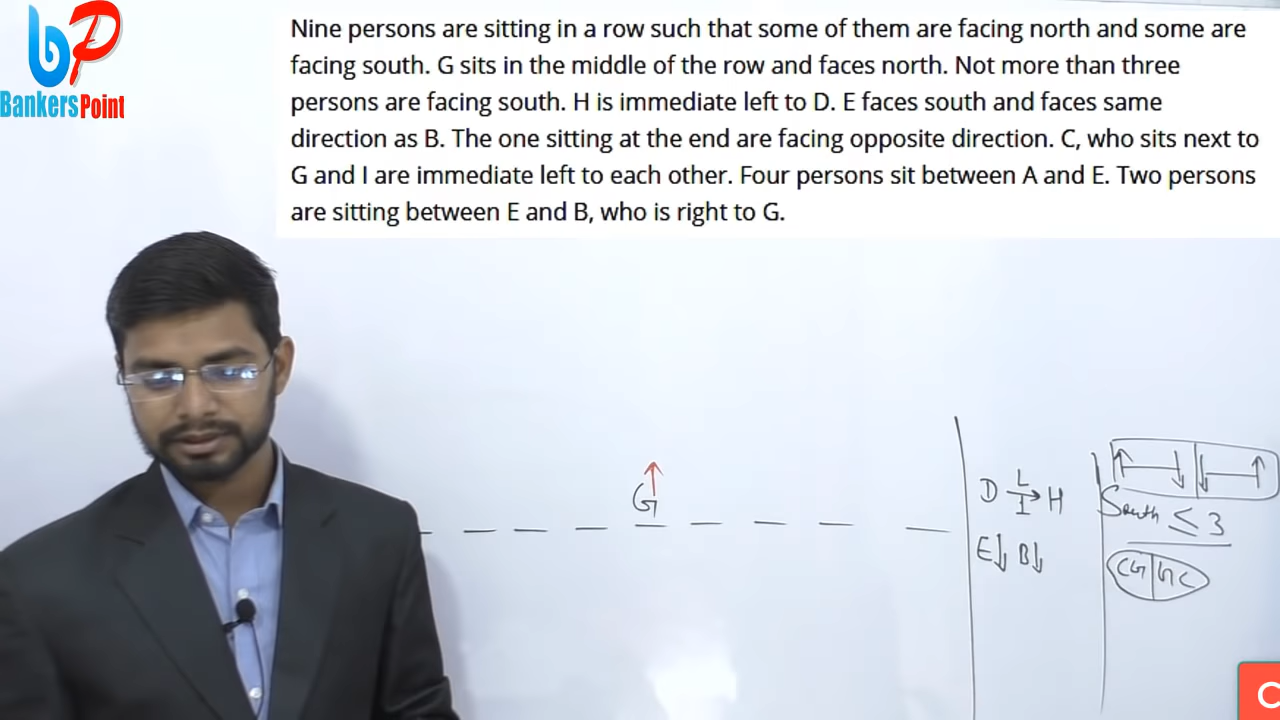 bp
BankersPoint
Nine persons are sitting in a row such that some of them are facing north and some are
facing south. G sits in the middle of the row and faces north. Not more than three
persons are facing south. H is immediate left to D. E faces south and faces same
direction as B. The one sitting at the end are facing opposite direction. C, who sits next to
G and I are immediate left to each other. Four persons sit between A and E. Two persons
are sitting between E and B, who is right to G.
G
D L I H
E↓ B↓
South ≤ 3
CG | GC
C